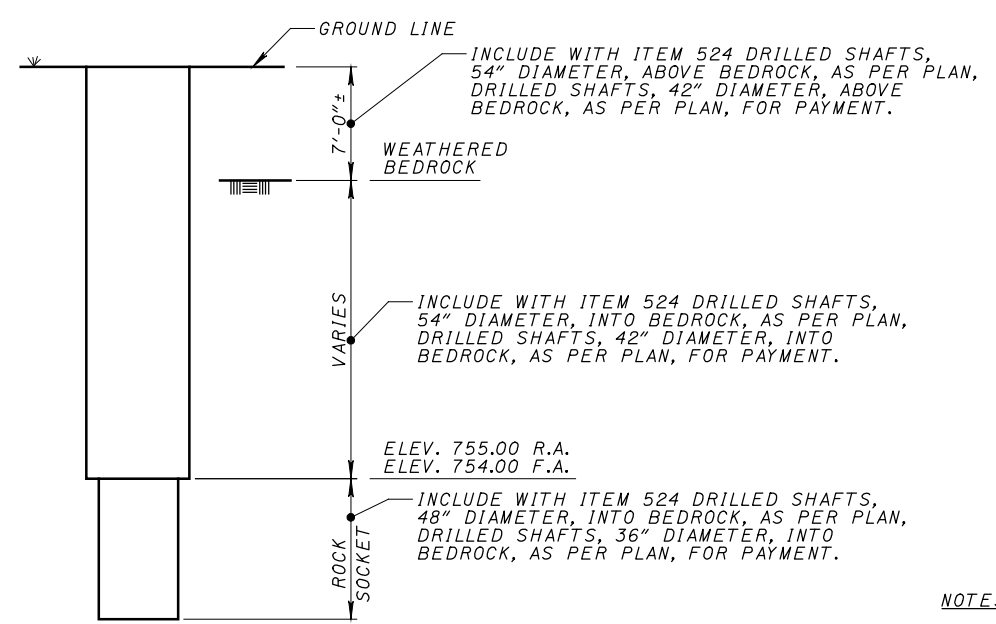 GROUND LINE
INCLUDE WITH ITEM 524 DRILLED SHAFTS,
54" DIAMETER, ABOVE BEDROCK, AS PER PLAN,
DRILLED SHAFTS, 42" DIAMETER, ABOVE
BEDROCK, AS PER PLAN, FOR PAYMENT.
7'-0"±
WEATHERED
BEDROCK
VARIES
INCLUDE WITH ITEM 524 DRILLED SHAFTS,
54" DIAMETER, INTO BEDROCK, AS PER PLAN,
DRILLED SHAFTS, 42" DIAMETER, INTO
BEDROCK, AS PER PLAN, FOR PAYMENT.
ELEV. 755.00 R.A.
ELEV. 754.00 F.A.
INCLUDE WITH ITEM 524 DRILLED SHAFTS,
48" DIAMETER, INTO BEDROCK, AS PER PLAN,
DRILLED SHAFTS, 36" DIAMETER, INTO
BEDROCK, AS PER PLAN, FOR PAYMENT.
ROCK
SOCKET